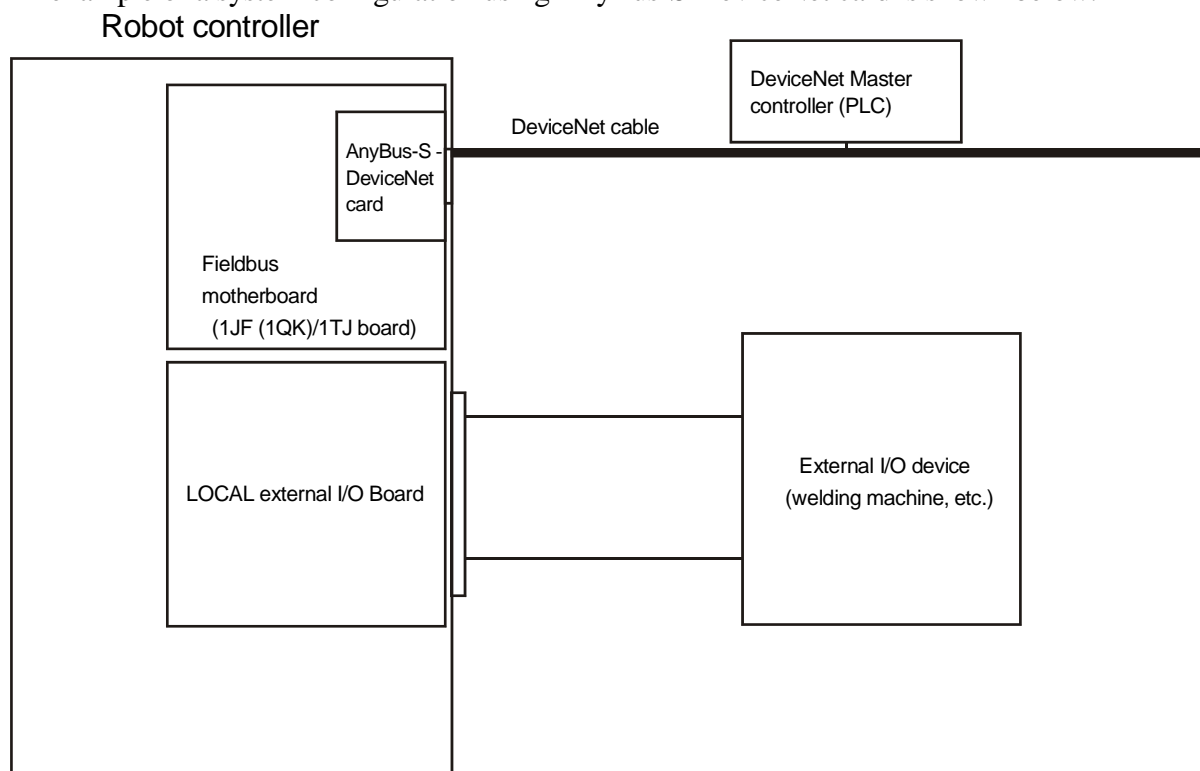 Robot controller
DeviceNet Master
controller (PLC)
DeviceNet cable
AnyBus-S -
DeviceNet
card
Fieldbus
motherboard
(1JF (1QK)/1TJ board)
LOCAL external I/O Board
External I/O device
(welding machine, etc.)